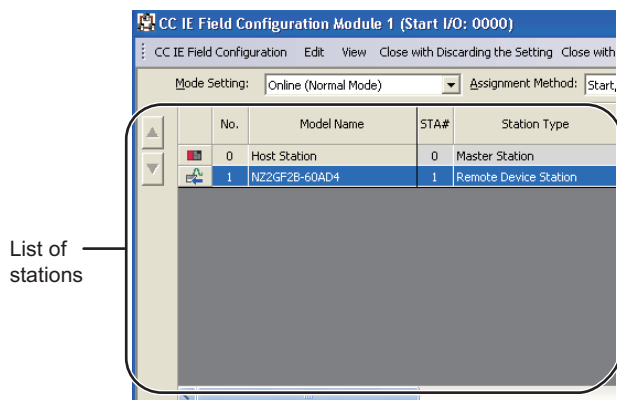 CC IE Field Configuration Module 1 (Start I/O: 0000)
CC IE Field Configuration Edit View Close with Discarding the Setting Close with
Mode Setting: Online (Normal Mode) Assignment Method: Start,
No. Model Name STA# Station Type
0 Host Station 0 Master Station
1 NZ2GF2B-60AD4 1 Remote Device Station
List of
stations